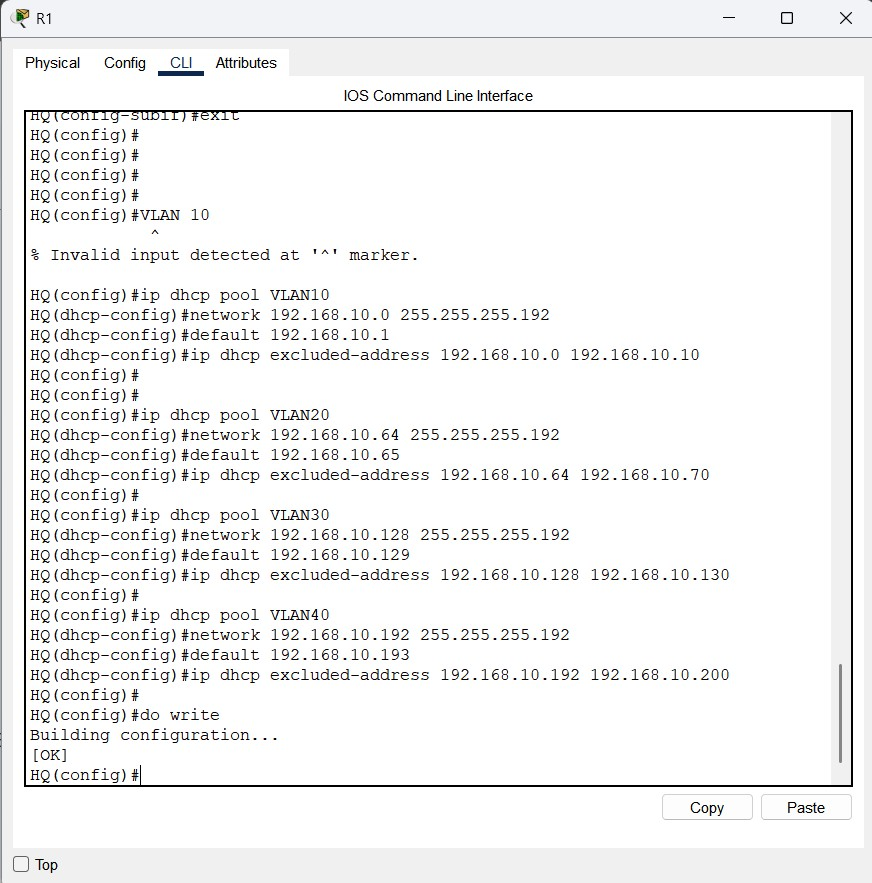 R1
Physical Config CLI Attributes
IOS Command Line Interface
HQ(config-subif)#exit
HQ(config)#
HQ(config)#
HQ(config)#
HQ(config)#
HQ(config)#VLAN 10
^
% Invalid input detected at '^' marker.
HQ(config)#ip dhcp pool VLAN10
HQ(dhcp-config)#network 192.168.10.0 255.255.255.192
HQ(dhcp-config)#default 192.168.10.1
HQ(dhcp-config)#ip dhcp excluded-address 192.168.10.0 192.168.10.10
HQ(config)#
HQ(config)#
HQ(config)#ip dhcp pool VLAN20
HQ(dhcp-config)#network 192.168.10.64 255.255.255.192
HQ(dhcp-config)#default 192.168.10.65
HQ(dhcp-config)#ip dhcp excluded-address 192.168.10.64 192.168.10.70
HQ(config)#
HQ(config)#ip dhcp pool VLAN30
HQ(dhcp-config)#network 192.168.10.128 255.255.255.192
HQ(dhcp-config)#default 192.168.10.129
HQ(dhcp-config)#ip dhcp excluded-address 192.168.10.128 192.168.10.130
HQ(config)#
HQ(config)#ip dhcp pool VLAN40
HQ(dhcp-config)#network 192.168.10.192 255.255.255.192
HQ(dhcp-config)#default 192.168.10.193
HQ(dhcp-config)#ip dhcp excluded-address 192.168.10.192 192.168.10.200
HQ(config)#
HQ(config)#do write
Building configuration...
[OK]
HQ(config)#
Copy Paste
Top